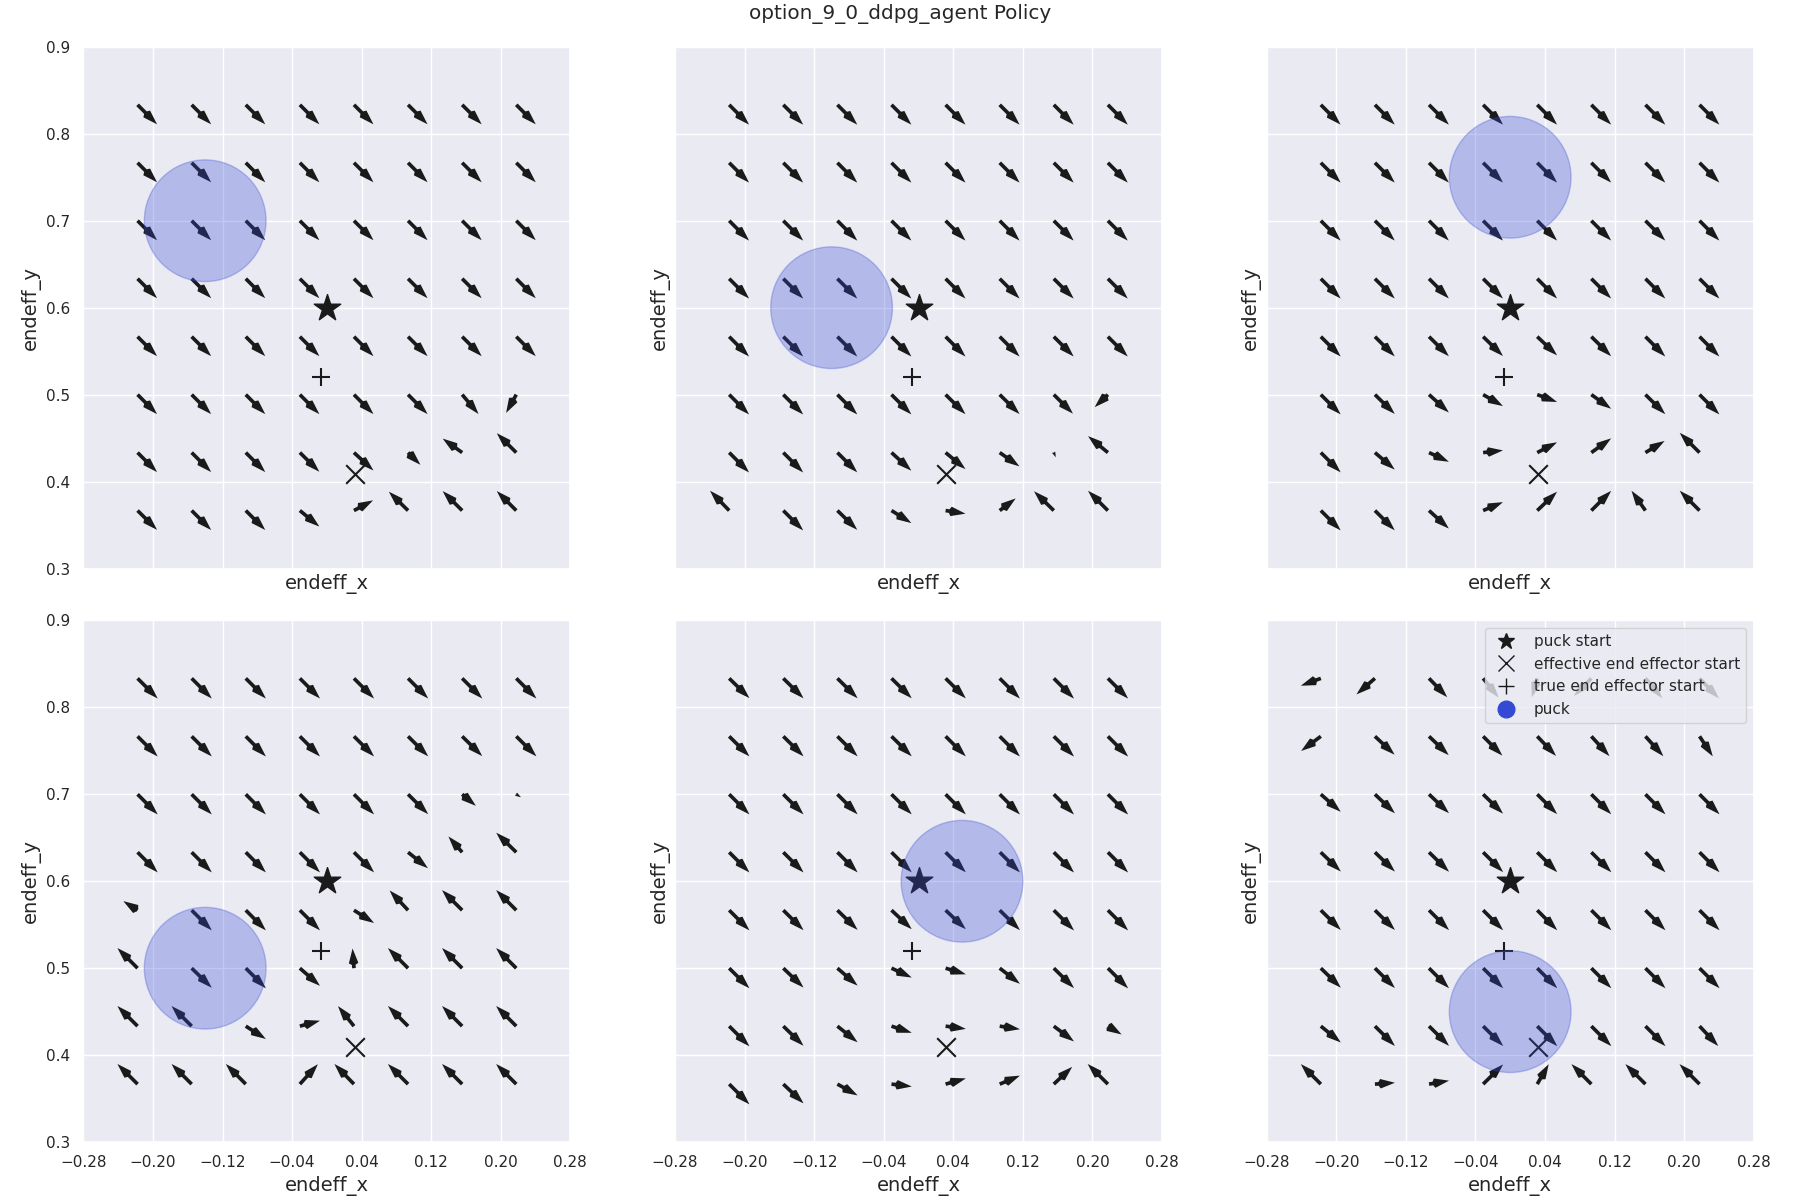 option_9_0_ddpg_agent Policy
0.9
0.8
0.7
0.6
0.5
0.4
0.3
endeff_y
endeff_x
endeff_y
endeff_x
endeff_y
endeff_x
0.9
0.8
0.7
0.6
0.5
0.4
0.3
endeff_y
−0.28 −0.20 −0.12 −0.04 0.04 0.12 0.20 0.28
endeff_x
endeff_y
−0.28 −0.20 −0.12 −0.04 0.04 0.12 0.20 0.28
endeff_x
puck start
effective end effector start
true end effector start
puck
endeff_y
−0.28 −0.20 −0.12 −0.04 0.04 0.12 0.20 0.28
endeff_x